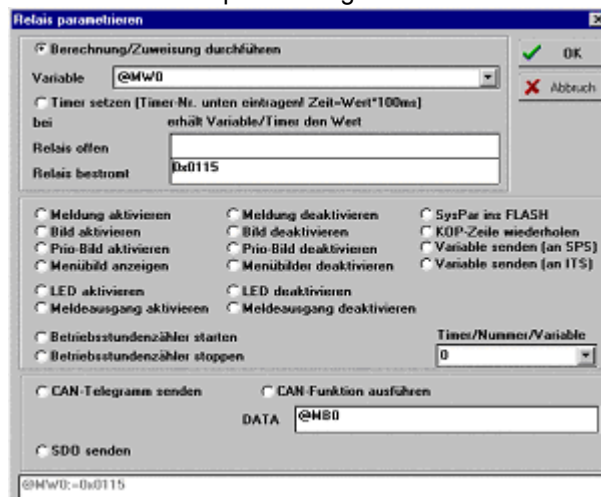 Relais parametrieren
Berechnung/Zuweisung durchführen
OK
Variable @MW0
Abbruch
Timer setzen (Timer-Nr. unten eintragen! Zeit=Wert*100ms)
bei erhält Variable/Timer den Wert
Relais offen
Relais bestromt 0x0115
Meldung aktivieren Meldung deaktivieren SysPar ins FLASH
Bild aktivieren Bild deaktivieren KOP-Zeile wiederholen
Prio-Bild aktivieren Prio-Bild deaktivieren Variable senden (an SPS)
Menübild anzeigen Menübilder deaktivieren Variable senden (an ITS)
LED aktivieren LED deaktivieren
Meldeausgang aktivieren Meldeausgang deaktivieren
Betriebsstundenzähler starten Timer/Nummer/Variable
Betriebsstundenzähler stoppen 0
CAN-Telegramm senden CAN-Funktion ausführen
DATA @MB0
SDO senden
@MW0:=0x0115